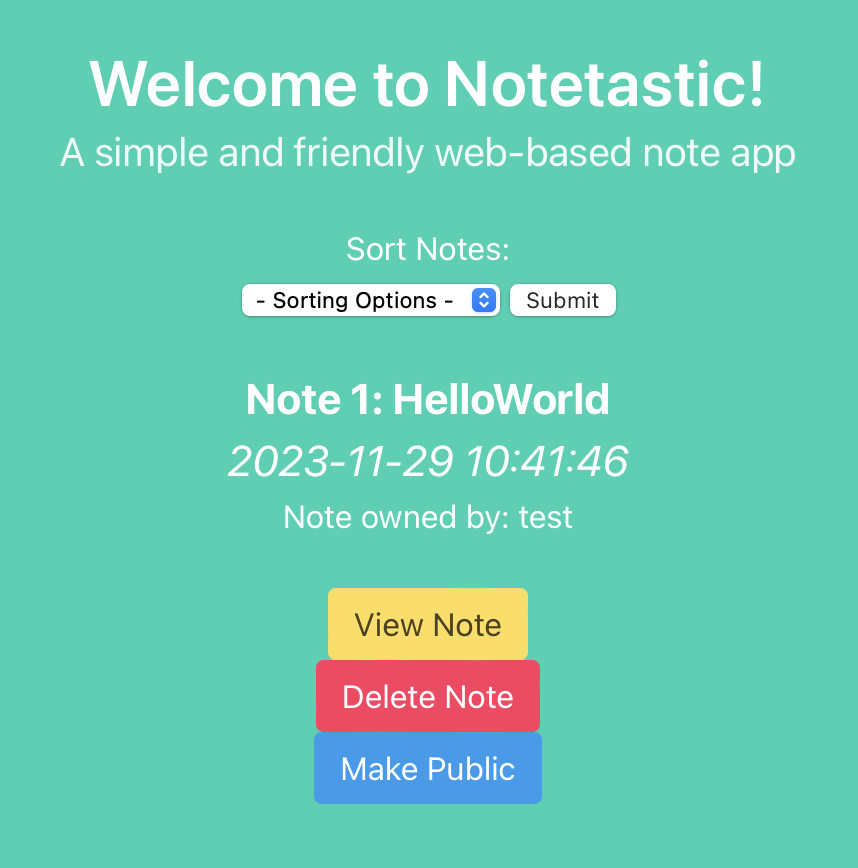 Welcome to Notetastic!
A simple and friendly web-based note app
Sort Notes:
- Sorting Options - Submit
Note 1: HelloWorld
2023-11-29 10:41:46
Note owned by: test
View Note
Delete Note
Make Public